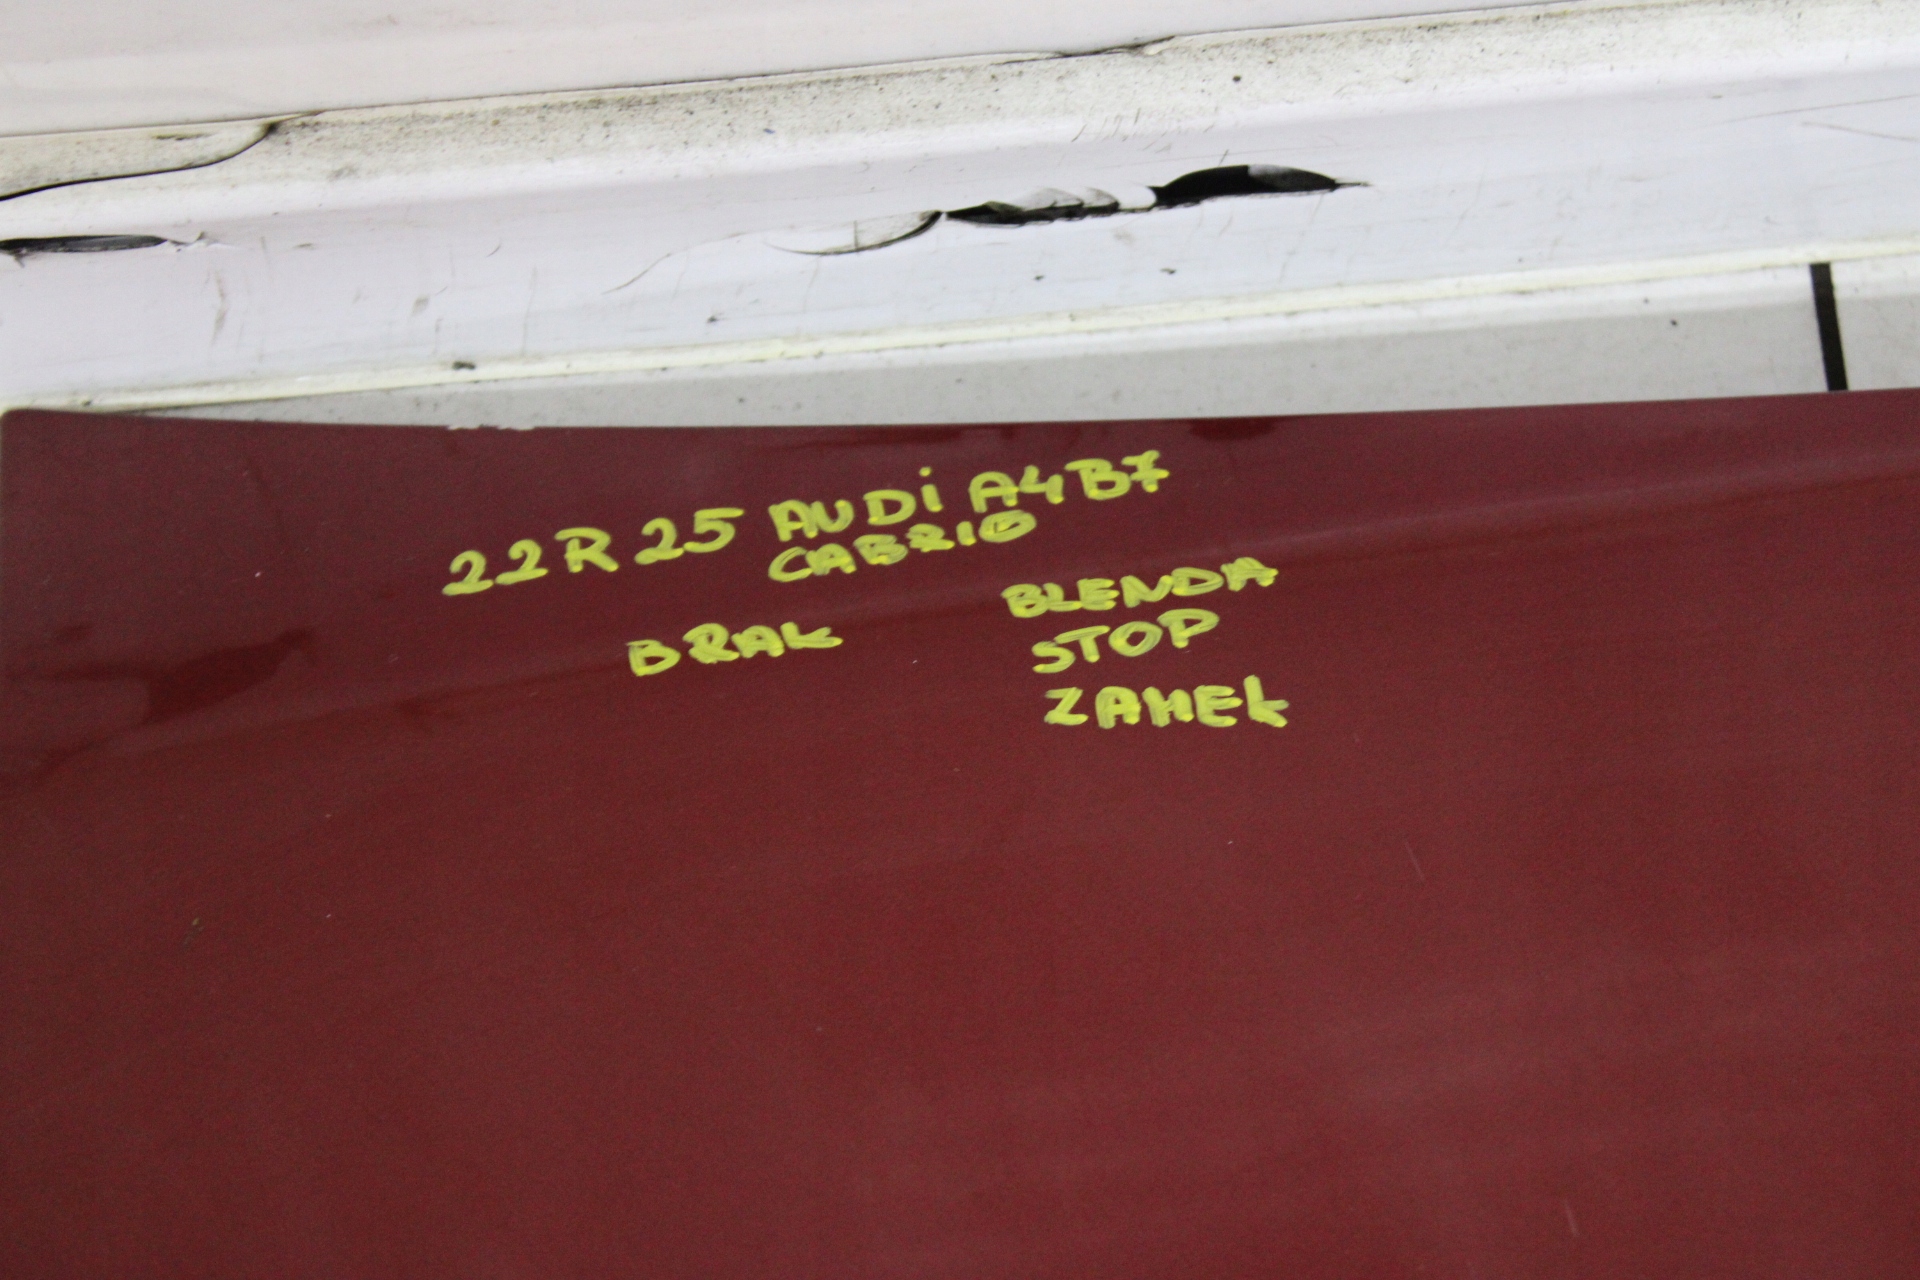 22R25 AUDi A4B7
CABRIO
BRAK BLENDA
STOP
ZAMEK